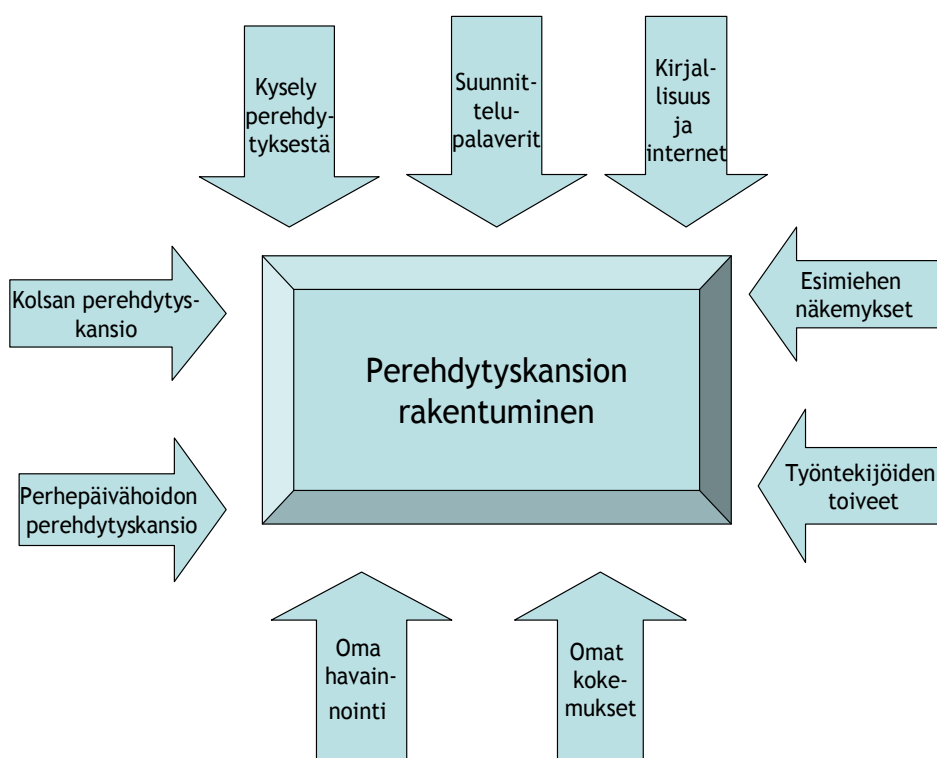 Kysely
perehdy-
tyksestä
Suunnit-
telu-
palaverit
Kirjal-
lisuus
ja
internet
Kolsan perehdytys-
kansio
Esimiehen
näkemykset
Perehdytyskansion
rakentuminen
Perhepäivähoidon
perehdytyskansio
Työntekijöiden
toiveet
Oma
havain-
nointi
Omat
koke-
mukset